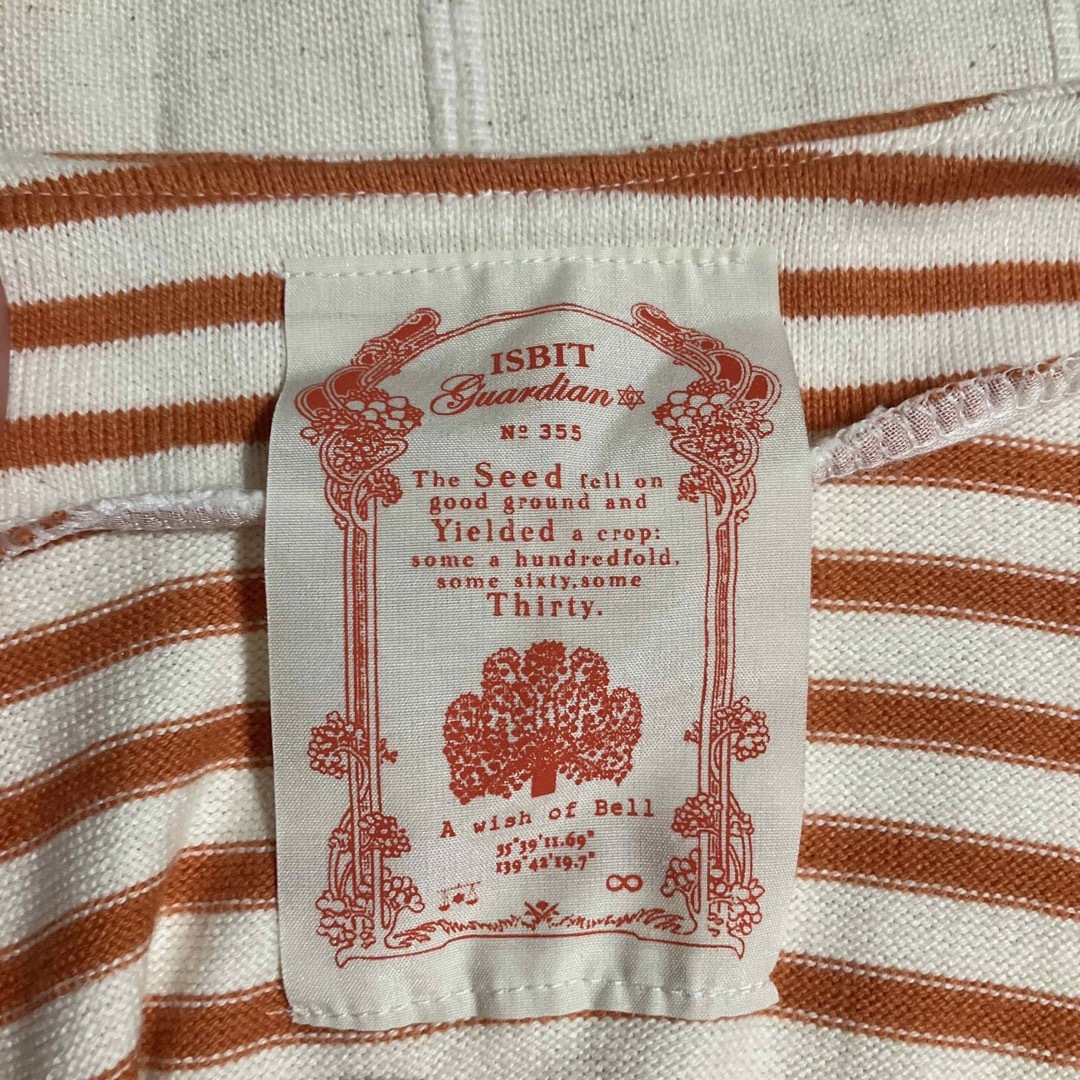 ISBIT
Guardian
Nº 355
The Seed fell on
good ground and
Yielded a crop:
some a hundredfold,
some sixty,some
Thirty.
A wish of Bell
35°39'11.69"
139°42'19.7"
∞